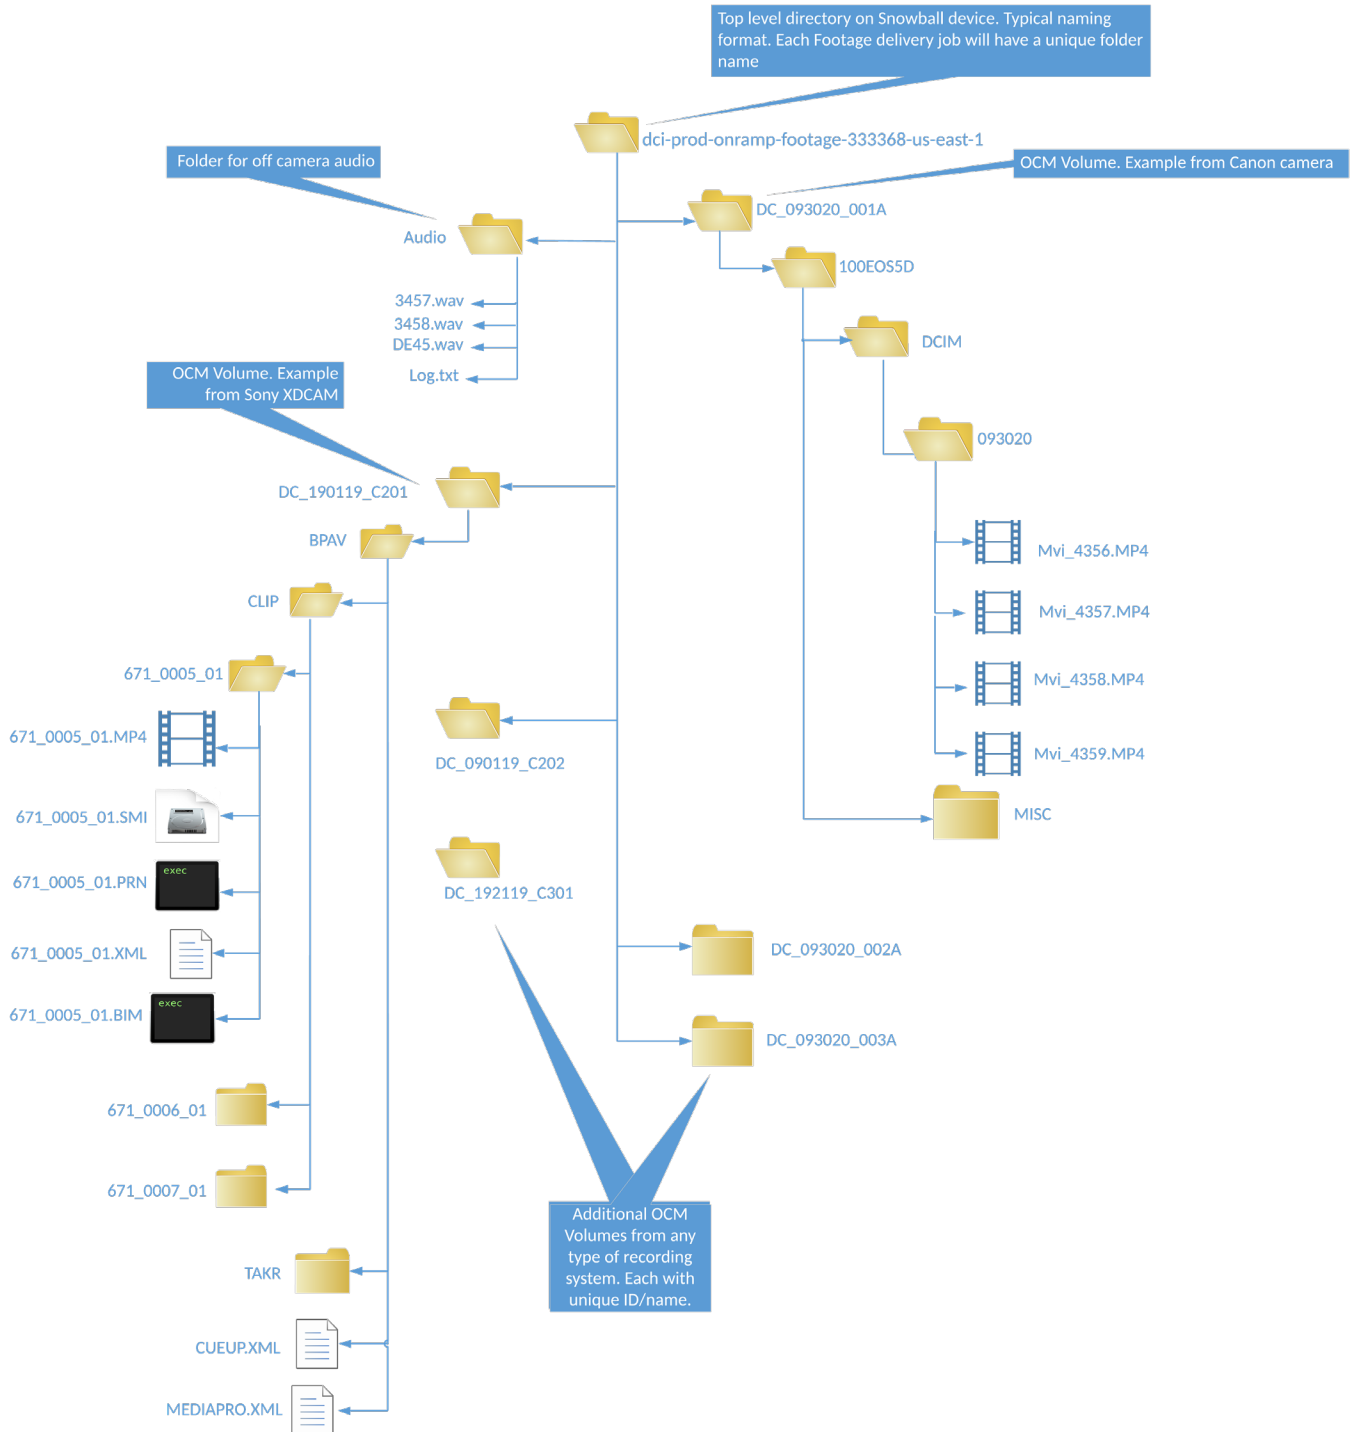 Top level directory on Snowball device. Typical naming
format. Each Footage delivery job will have a unique folder
name
dci-prod-onramp-footage-333368-us-east-1
Folder for off camera audio
OCM Volume. Example from Canon camera
DC_093020_001A
Audio
100EOS5D
3457.wav
3458.wav
DE45.wav
Log.txt
DCIM
OCM Volume. Example
from Sony XDCAM
093020
DC_190119_C201
BPAV
Mvi_4356.MP4
CLIP
Mvi_4357.MP4
671_0005_01
Mvi_4358.MP4
671_0005_01.MP4
Mvi_4359.MP4
DC_090119_C202
671_0005_01.SMI
MISC
exec
671_0005_01.PRN
DC_192119_C301
671_0005_01.XML
DC_093020_002A
exec
671_0005_01.BIM
DC_093020_003A
671_0006_01
671_0007_01
Additional OCM
Volumes from any
type of recording
system. Each with
unique ID/name.
TAKR
CUEUP.XML
MEDIAPRO.XML